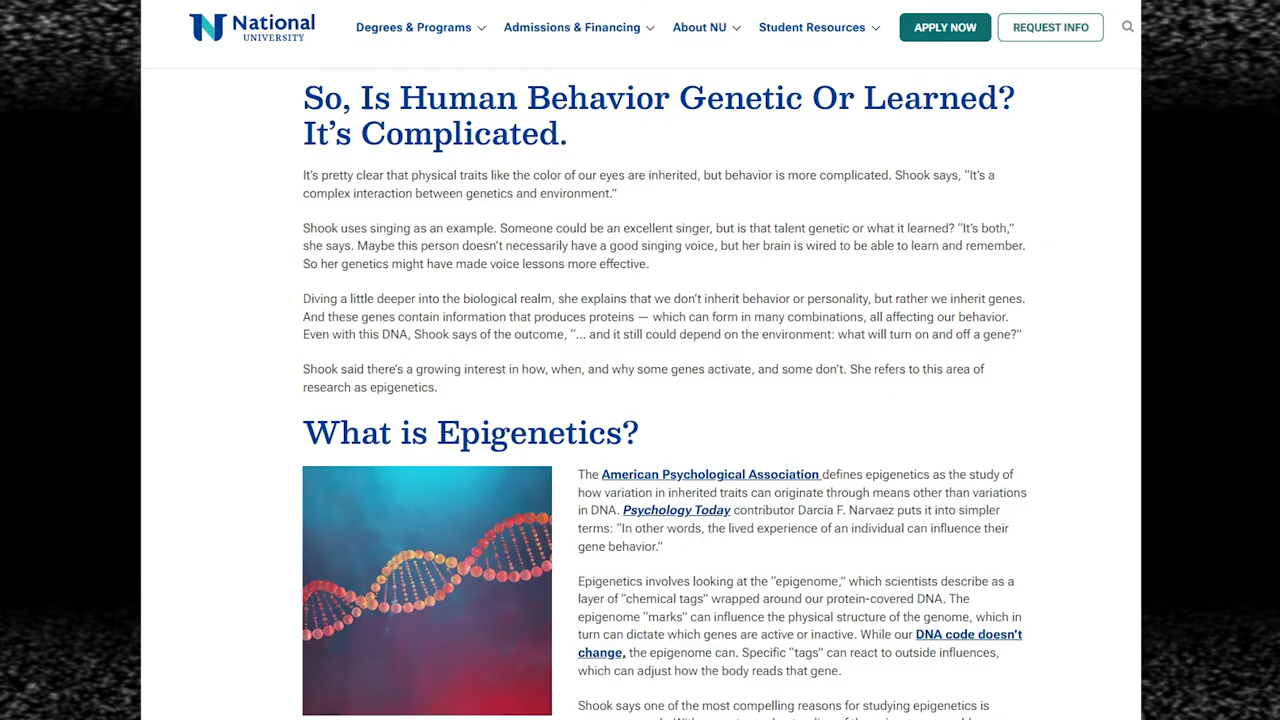 National
UNIVERSITY
Degrees & Programs
Admissions & Financing
About NU
Student Resources
APPLY NOW
REQUEST INFO
So, Is Human Behavior Genetic Or Learned?
It’s Complicated.
It’s pretty clear that physical traits like the color of our eyes are inherited, but behavior is more complicated. Shook says, “It’s a
complex interaction between genetics and environment.”
Shook uses singing as an example. Someone could be an excellent singer, but is that talent genetic or what it learned? “It’s both,”
she says. Maybe this person doesn’t necessarily have a good singing voice, but her brain is wired to be able to learn and remember.
So her genetics might have made voice lessons more effective.
Diving a little deeper into the biological realm, she explains that we don’t inherit behavior or personality, but rather we inherit genes.
And these genes contain information that produces proteins — which can form in many combinations, all affecting our behavior.
Even with this DNA, Shook says of the outcome, “… and it still could depend on the environment: what will turn on and off a gene?”
Shook said there’s a growing interest in how, when, and why some genes activate, and some don’t. She refers to this area of
research as epigenetics.
What is Epigenetics?
The American Psychological Association defines epigenetics as the study of
how variation in inherited traits can originate through means other than variations
in DNA. Psychology Today contributor Darcia F. Narvaez puts it into simpler
terms: “In other words, the lived experience of an individual can influence their
gene behavior.”
Epigenetics involves looking at the “epigenome,” which scientists describe as a
layer of “chemical tags” wrapped around our protein-covered DNA. The
epigenome “marks” can influence the physical structure of the genome, which in
turn can dictate which genes are active or inactive. While our DNA code doesn’t
change, the epigenome can. Specific “tags” can react to outside influences,
which can adjust how the body reads that gene.
Shook says one of the most compelling reasons for studying epigenetics is